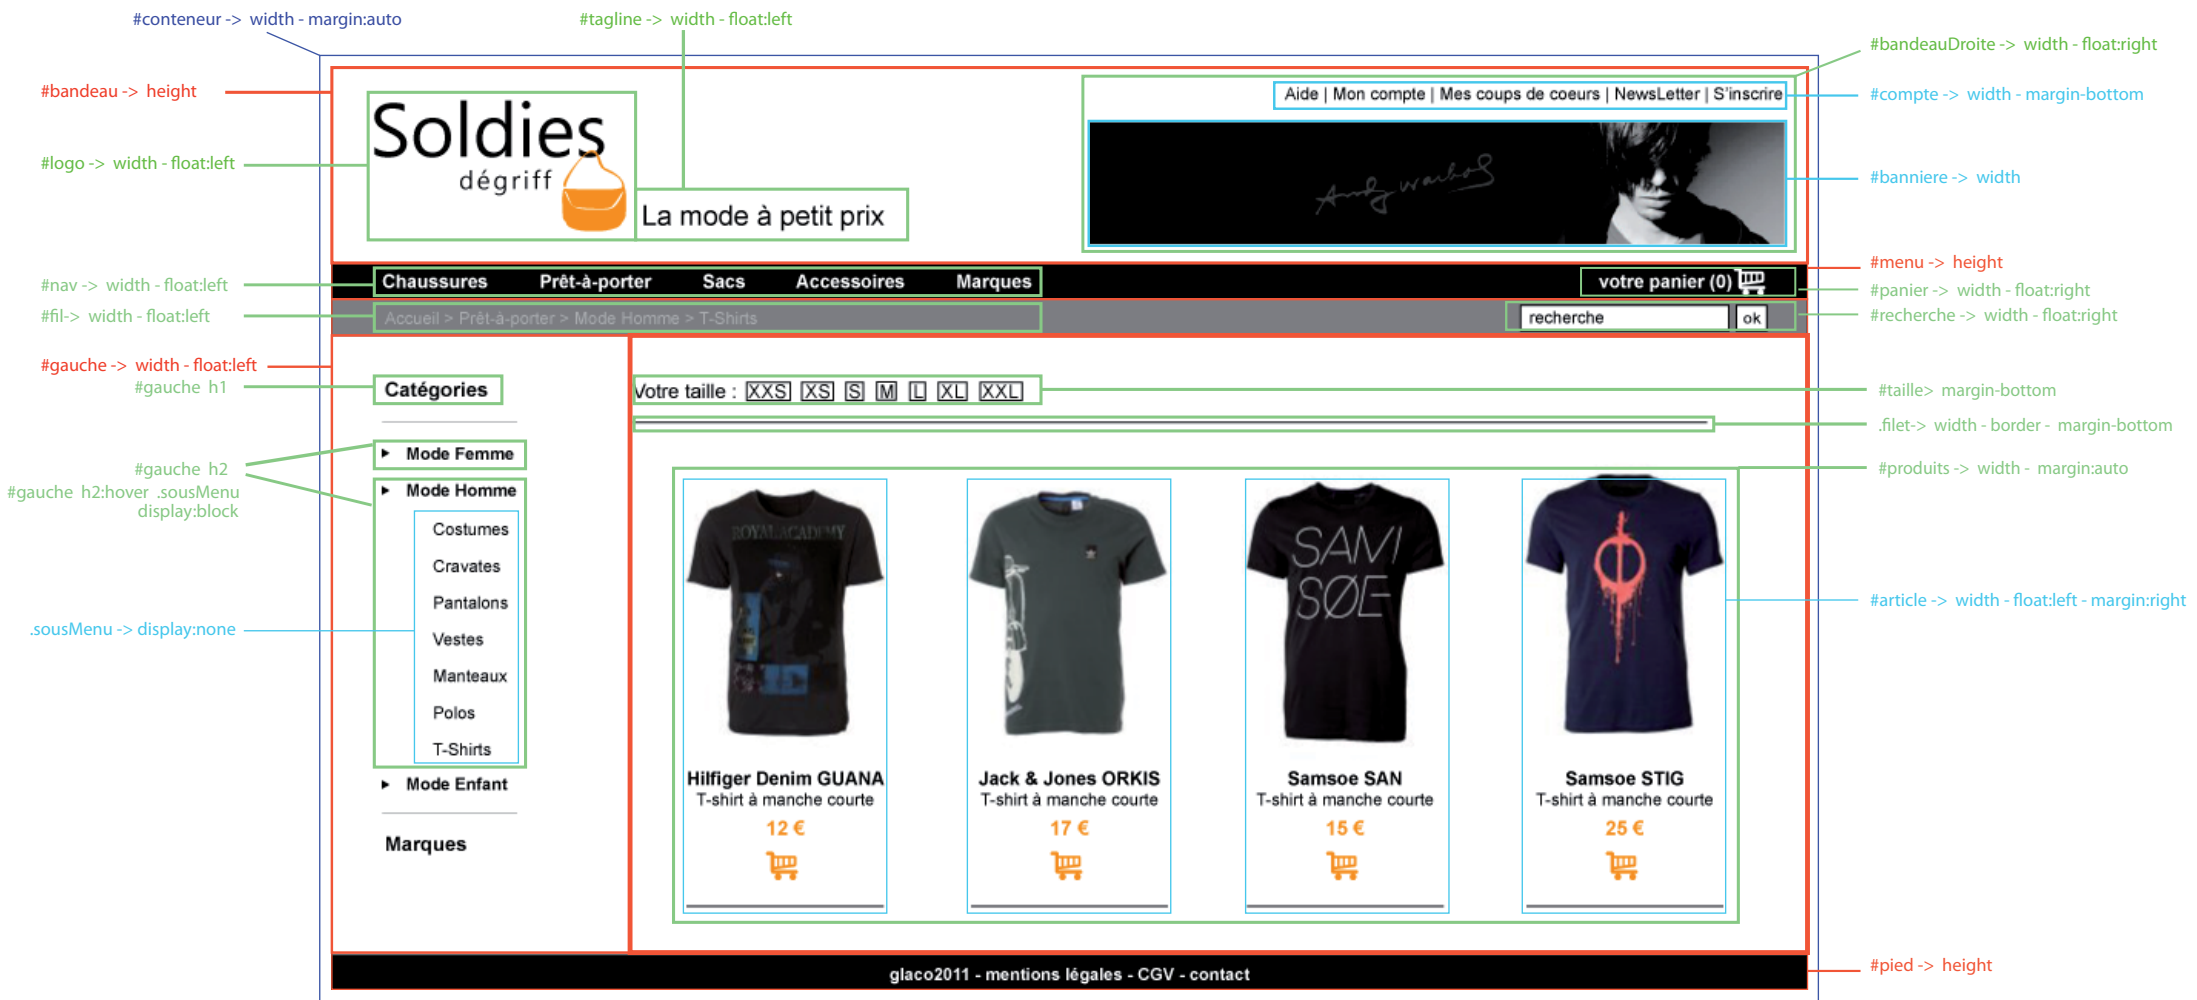 #conteneur -> width - margin:auto
#tagline -> width - float:left
#bandeauDroite -> width - float:right
#bandeau -> height
Aide | Mon compte | Mes coups de coeurs | NewsLetter | S'inscrire
#compte -> width - margin-bottom
Soldies
dégriff
#logo -> width - float:left
Andy Warhol
#banniere -> width
La mode à petit prix
#menu -> height
#nav -> width - float:left
Chaussures Prêt-à-porter Sacs Accessoires Marques
votre panier (0)
#panier -> width - float:right
#fil-> width - float:left
Accueil > Prêt-à-porter > Mode Homme > T-Shirts
recherche ok
#recherche -> width - float:right
#gauche -> width - float:left
#gauche h1
Catégories
Votre taille : XXS XS S M L XL XXL
#taille> margin-bottom
.filet-> width - border - margin-bottom
Mode Femme
#gauche h2
#produits -> width - margin:auto
#gauche h2:hover .sousMenu
display:block
Mode Homme
Costumes
Cravates
Pantalons
Vestes
Manteaux
Polos
T-Shirts
.sousMenu -> display:none
Mode Enfant
Marques
ROYAL ACADEMY
SAM
SØE
#article -> width - float:left - margin:right
Hilfiger Denim GUANA
T-shirt à manche courte
12 €
Jack & Jones ORKIS
T-shirt à manche courte
17 €
Samsoe SAN
T-shirt à manche courte
15 €
Samsoe STIG
T-shirt à manche courte
25 €
glaco2011 - mentions légales - CGV - contact
#pied -> height